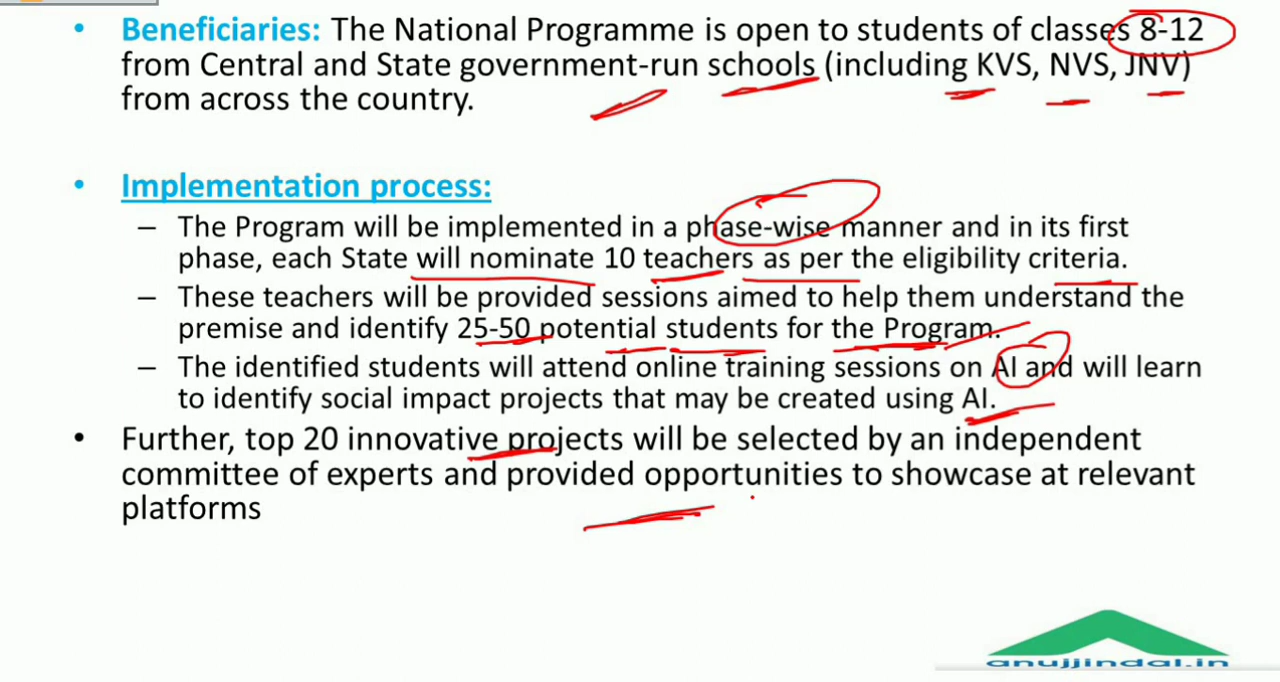 • Beneficiaries: The National Programme is open to students of classes 8-12
from Central and State government-run schools (including KVS, NVS, JNV)
from across the country.
• Implementation process:
– The Program will be implemented in a phase-wise manner and in its first
phase, each State will nominate 10 teachers as per the eligibility criteria.
– These teachers will be provided sessions aimed to help them understand the
premise and identify 25-50 potential students for the Program.
– The identified students will attend online training sessions on AI and will learn
to identify social impact projects that may be created using AI.
• Further, top 20 innovative projects will be selected by an independent
committee of experts and provided opportunities to showcase at relevant
platforms
anujjindal.in